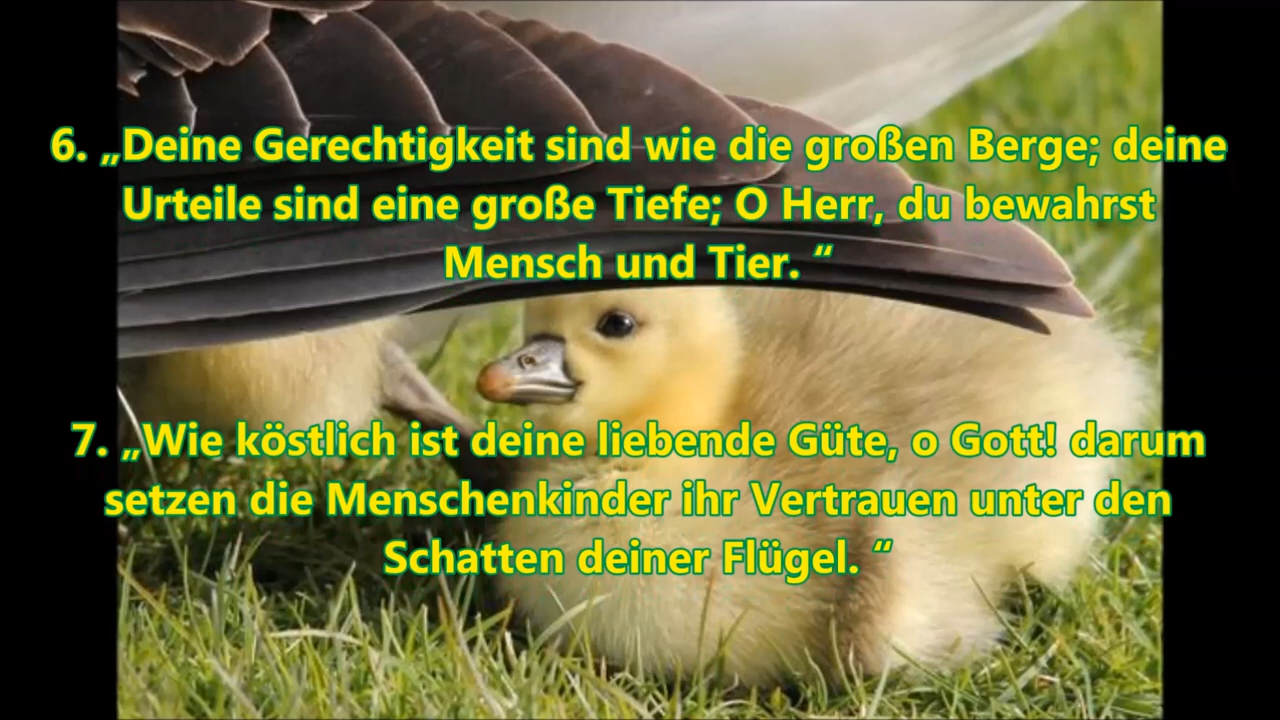 6. „Deine Gerechtigkeit sind wie die großen Berge; deine
Urteile sind eine große Tiefe; O Herr, du bewahrst
Mensch und Tier. “
7. „Wie köstlich ist deine liebende Güte, o Gott! darum
setzen die Menschenkinder ihr Vertrauen unter den
Schatten deiner Flügel. “